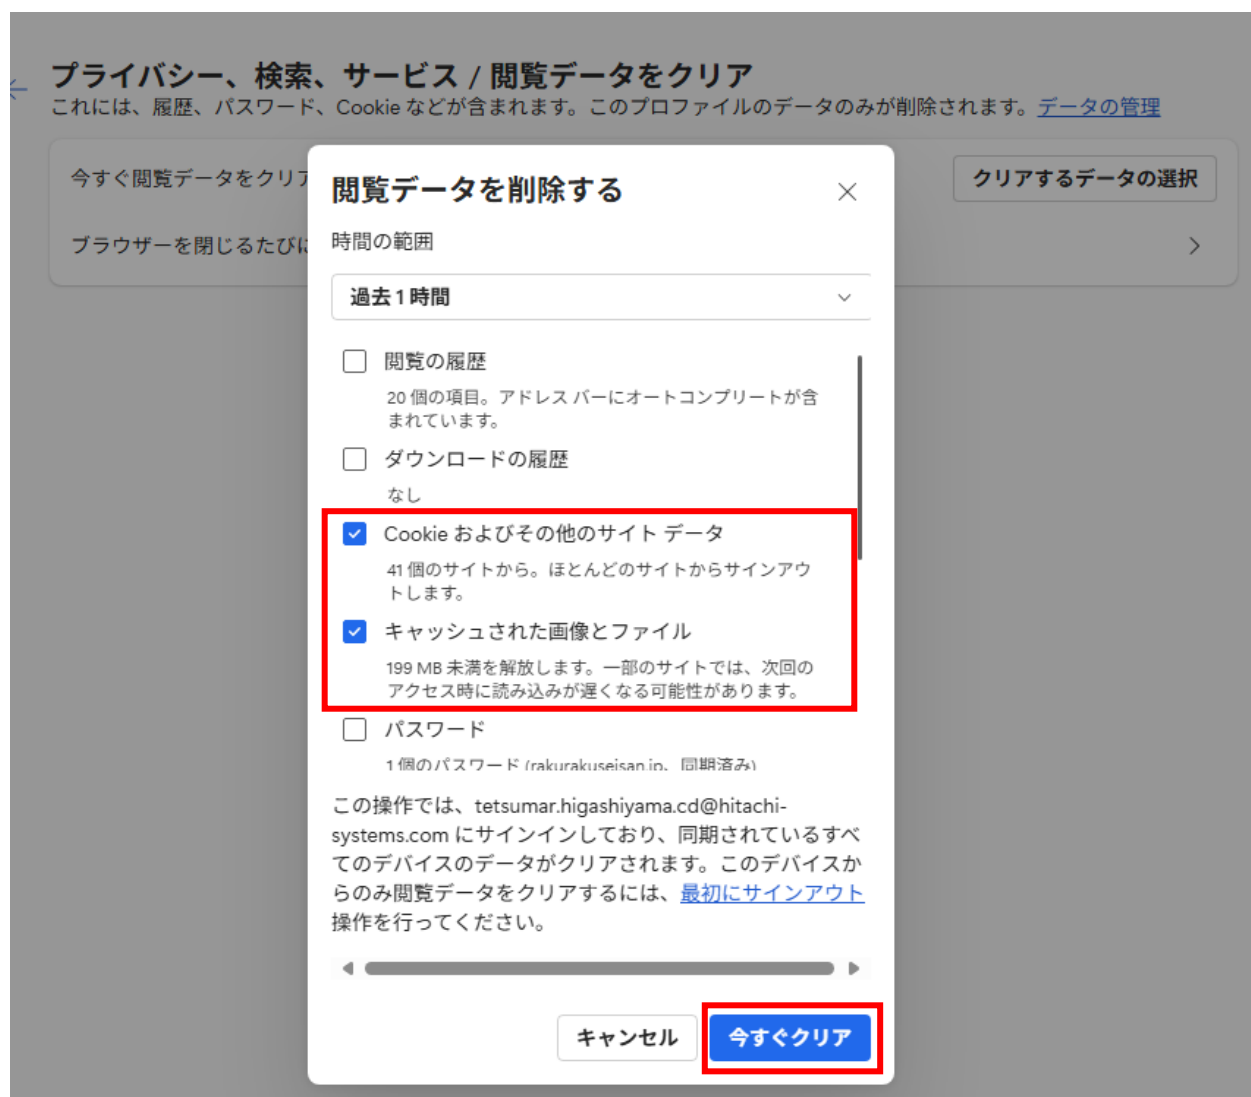 プライバシー、検索、サービス / 閲覧データをクリア
これには、履歴、パスワード、Cookie などが含まれます。このプロファイルのデータのみが削除されます。データの管理
今すぐ閲覧データをクリア
クリアするデータの選択
ブラウザーを閉じるたびに
閲覧データを削除する
時間の範囲
過去 1 時間
閲覧の履歴
20 個の項目。アドレス バーにオートコンプリートが含
まれています。
ダウンロードの履歴
なし
Cookie およびその他のサイト データ
41 個のサイトから。ほとんどのサイトからサインアウ
トします。
キャッシュされた画像とファイル
199 MB 未満を解放します。一部のサイトでは、次回の
アクセス時に読み込みが遅くなる可能性があります。
パスワード
1 個のパスワード (rakurakuseisan.jp、同期済み)
この操作では、tetsumar.higashiyama.cd@hitachi-
systems.com にサインインしており、同期されているすべ
てのデバイスのデータがクリアされます。このデバイスか
らのみ閲覧データをクリアするには、最初にサインアウト
操作を行ってください。
キャンセル
今すぐクリア